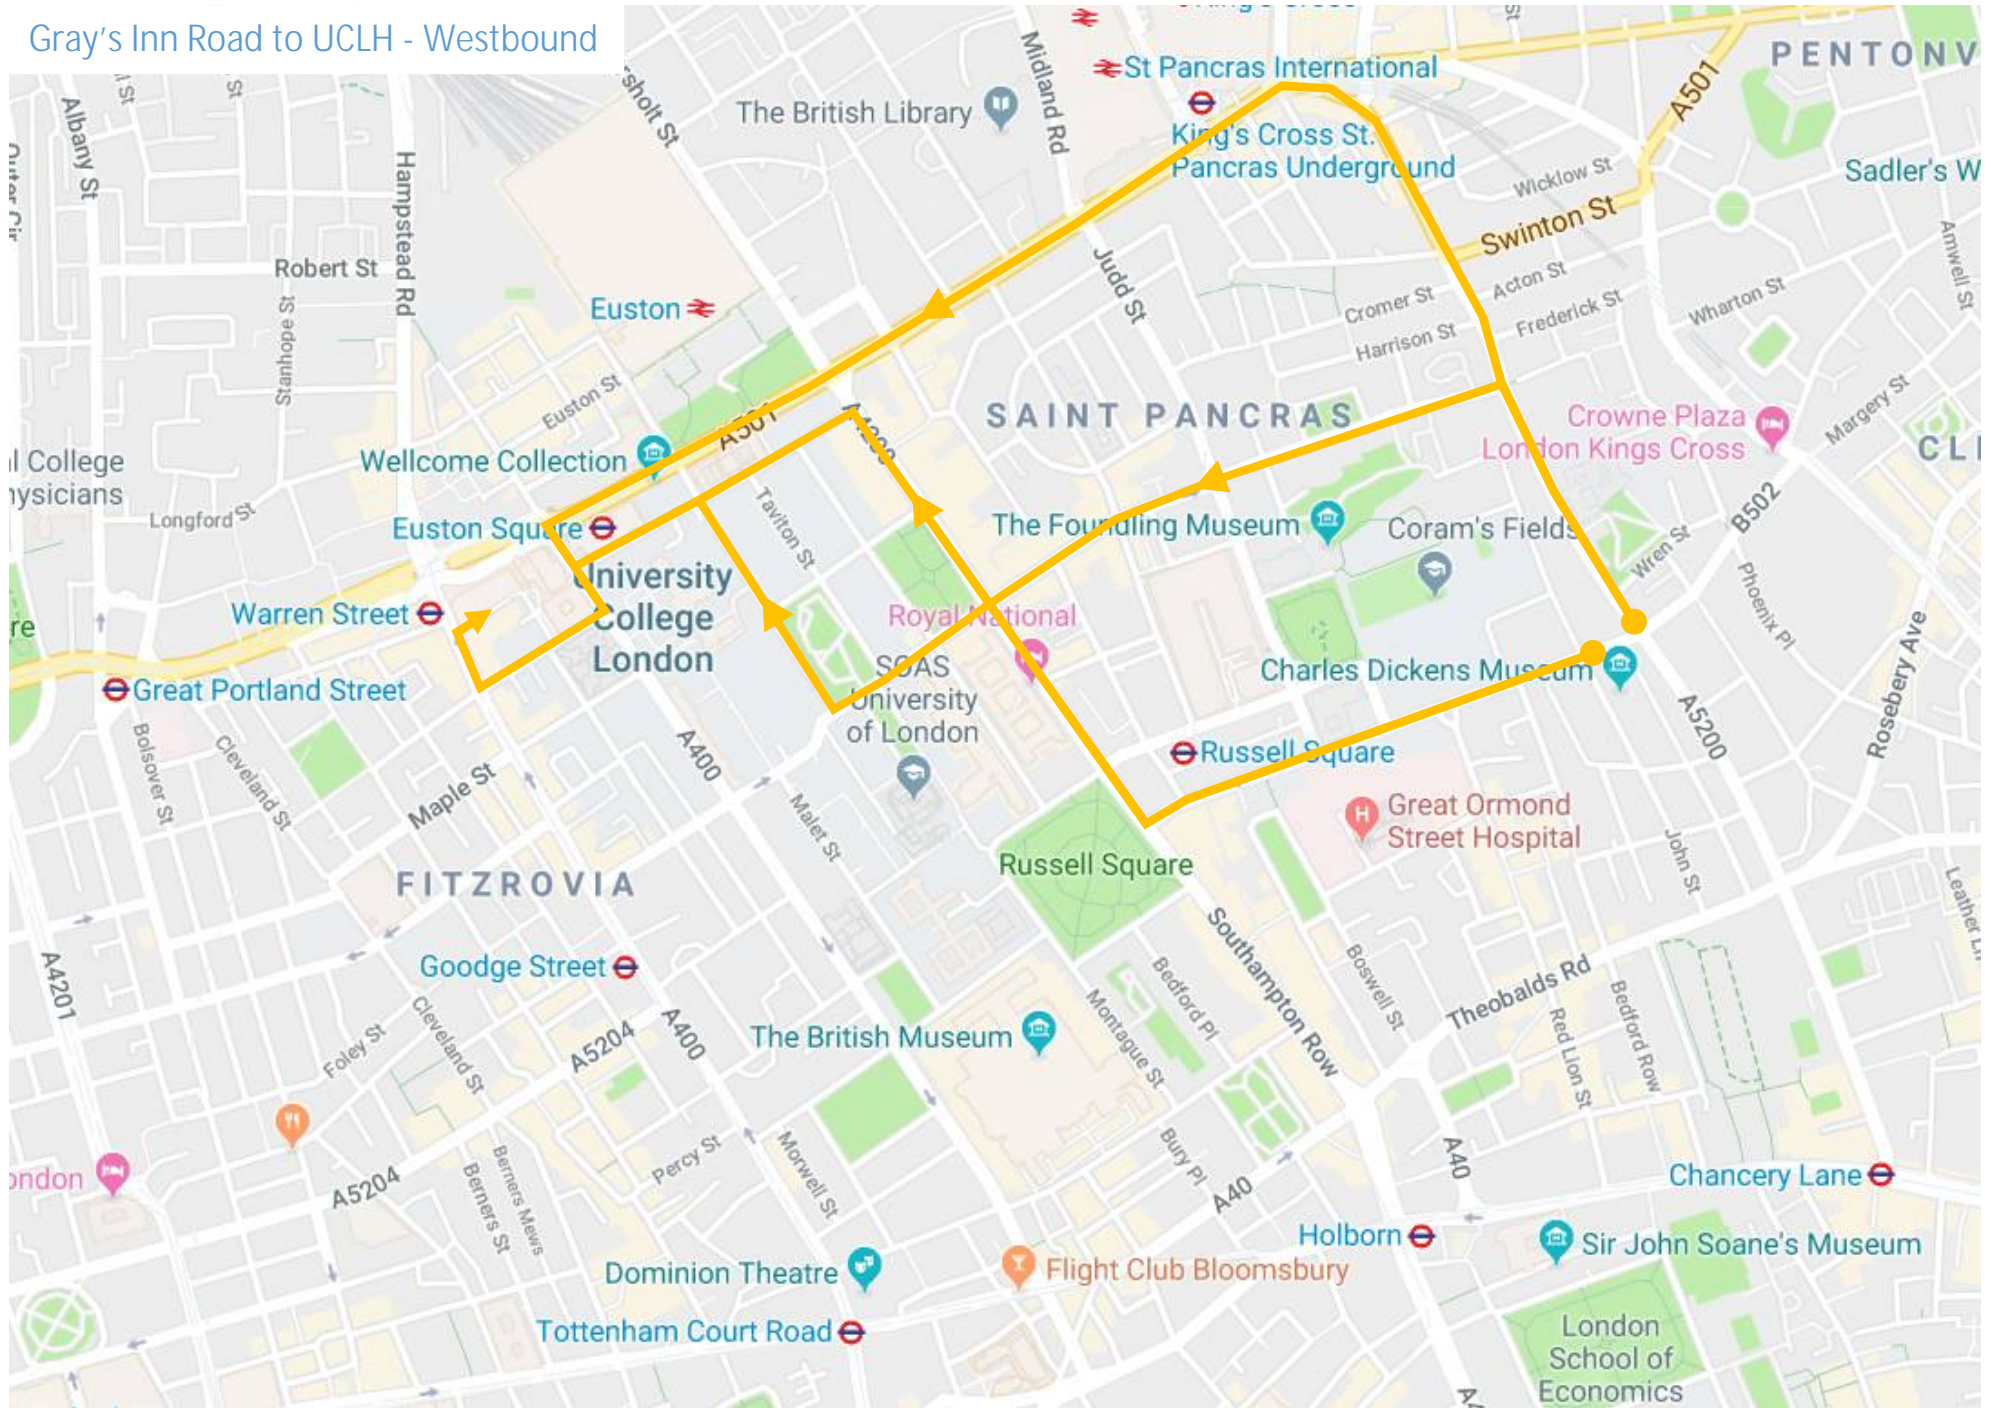 Gray's Inn Road to UCLH - Westbound
St Pancras International
PENTONV
The British Library
Midland Rd
King's Cross St.
Pancras Underground
A501
Albany St
Hampstead Rd
Wicklow St
Sadler's W
Swinton St
Robert St
Judd St
Acton St
Amwell St
Euston
Cromer St
Frederick St
Wharton St
Harrison St
Stanhope St
Euston St
SAINT PANCRAS
Crowne Plaza
London Kings Cross
Margery St
A501
CL
Wellcome Collection
l College
hysicians
Longford St
Taviton St
Euston Square
The Foundling Museum
Coram's Fields
B502
Wren St
Phoenix Pl
University
College
London
Warren Street
Royal National
re
SOAS
University
of London
Charles Dickens Museum
Rosebery Ave
Great Portland Street
A5200
Bolsover St
Cleveland St
A400
Russell Square
Maple St
Malet St
Great Ormond
Street Hospital
John St
Russell Square
FITZROVIA
Leather
Southampton Row
Boswell St
Theobalds Rd
Goodge Street
A4201
Bedford Pl
Montague St
Red Lion St
Bedford Row
Cleveland St
A400
Foley St
A5204
The British Museum
Percy St
Morwell St
Bury Pl
A40
A40
ondon
A5204
Berners St
Berners Mews
Chancery Lane
Holborn
Sir John Soane's Museum
Dominion Theatre
Flight Club Bloomsbury
Tottenham Court Road
London
School of
Economics